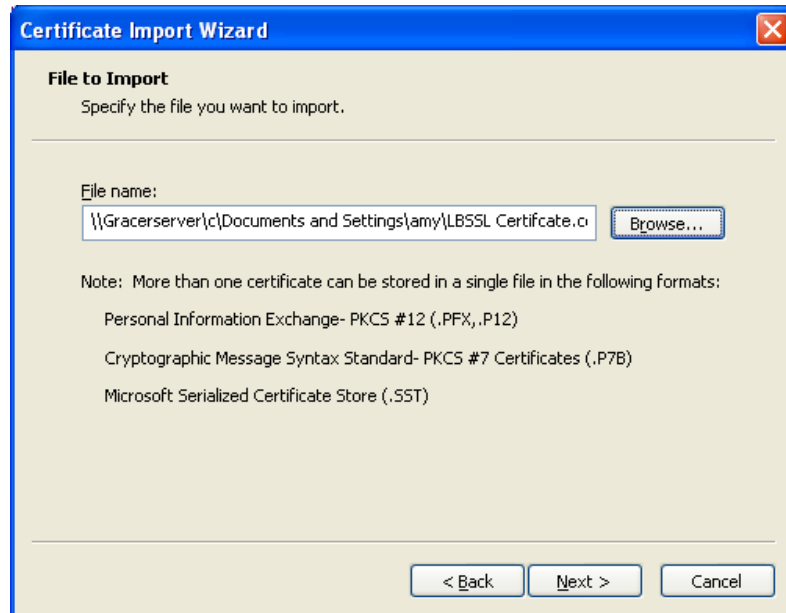 Certificate Import Wizard
File to Import
Specify the file you want to import.
File name:
\\Gracerserver\c\Documents and Settings\amy\LBSSL Certifcate.c
Browse...
Note: More than one certificate can be stored in a single file in the following formats:
Personal Information Exchange- PKCS #12 (.PFX,.P12)
Cryptographic Message Syntax Standard- PKCS #7 Certificates (.P7B)
Microsoft Serialized Certificate Store (.SST)
< Back
Next >
Cancel